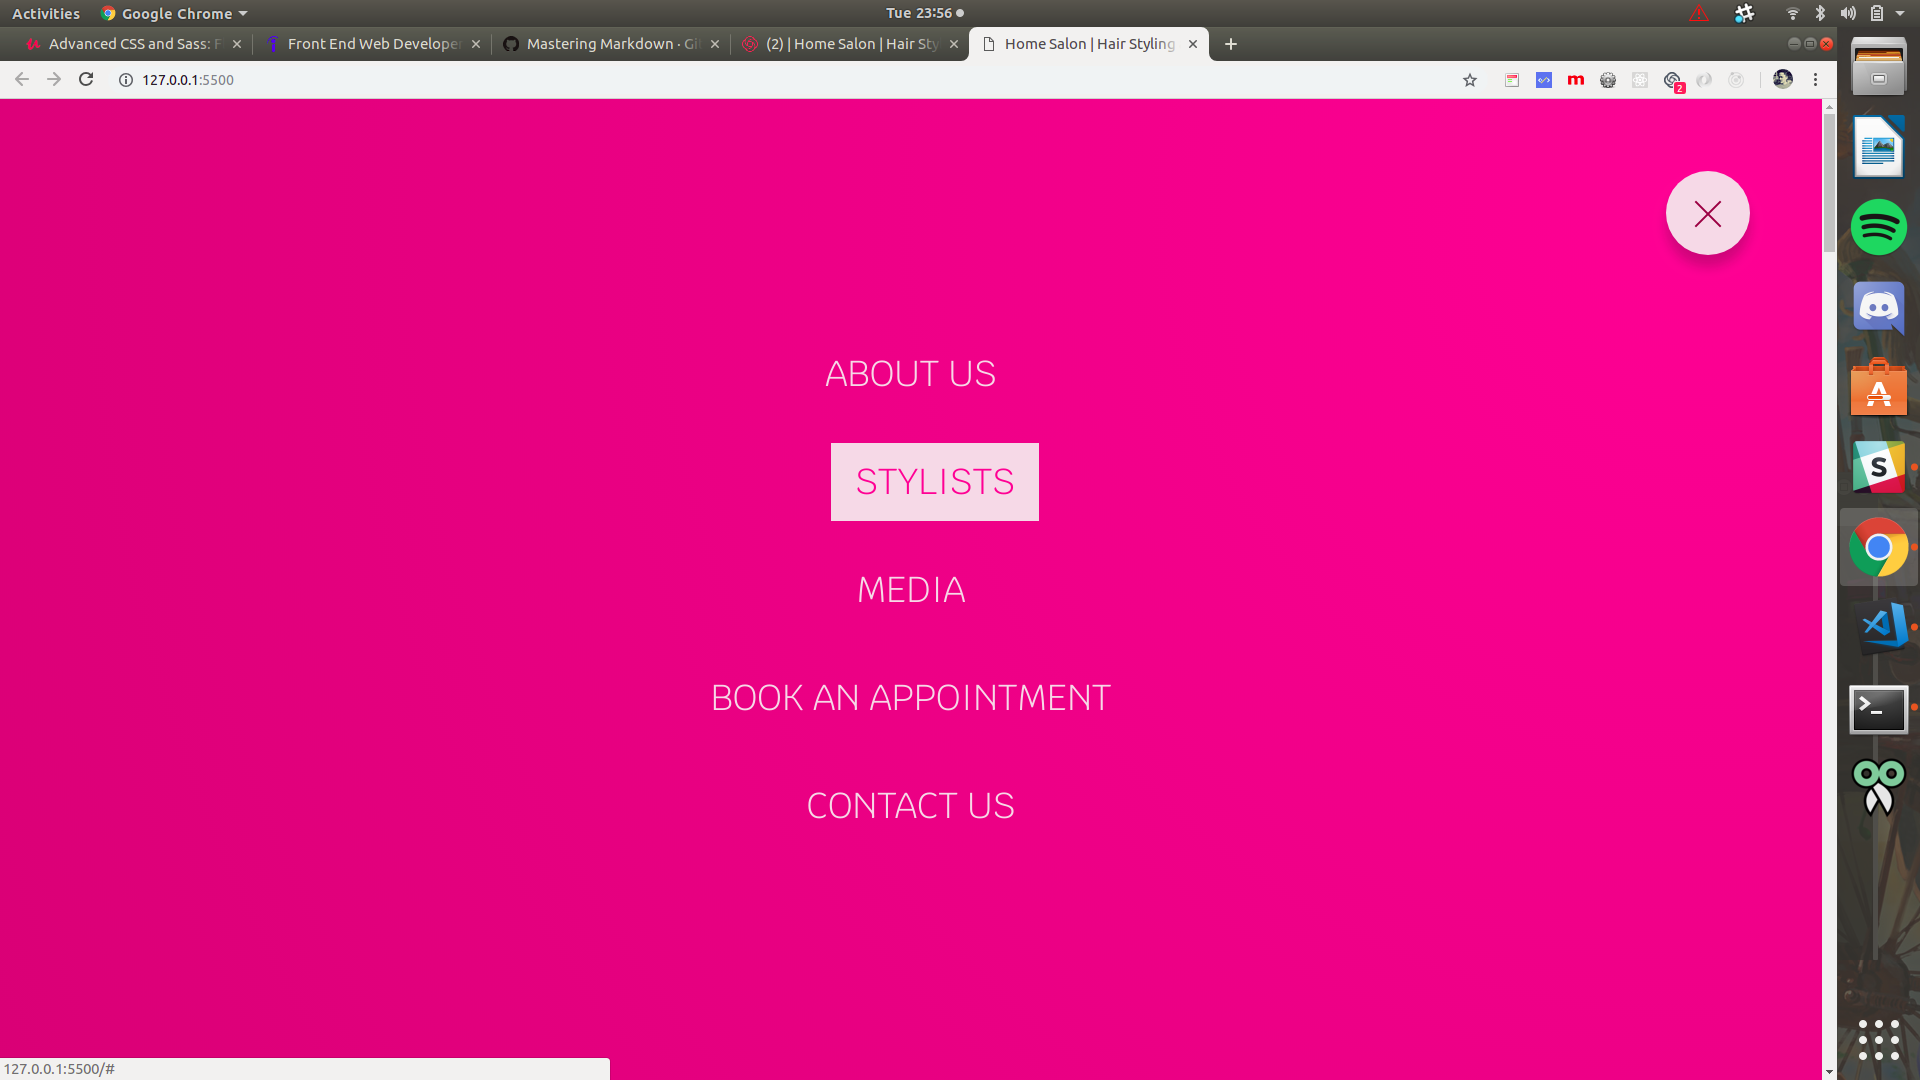 Activities Google Chrome Tue 23:56
Advanced CSS and Sass: F Front End Web Developer Mastering Markdown · Gi (2) | Home Salon | Hair Sty Home Salon | Hair Styling
127.0.0.1:5500 m 2
ABOUT US
STYLISTS
MEDIA
BOOK AN APPOINTMENT
CONTACT US
127.0.0.1:5500/#